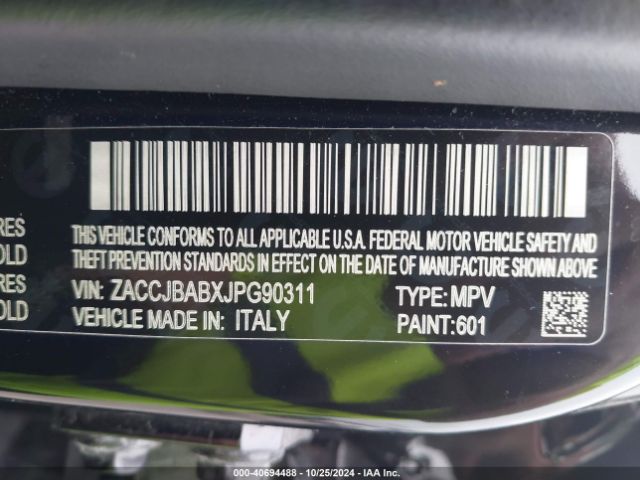 RES
OLD
RES
OLD
THIS VEHICLE CONFORMS TO ALL APPLICABLE U.S.A. FEDERAL MOTOR VEHICLE SAFETY AND
THEFT PREVENTION STANDARDS IN EFFECT ON THE DATE OF MANUFACTURE SHOWN ABOVE.
VIN: ZACCJBABXJPG90311 TYPE: MPV
VEHICLE MADE IN: ITALY PAINT:601
000-40694488 - 10/25/2024 - IAA Inc.